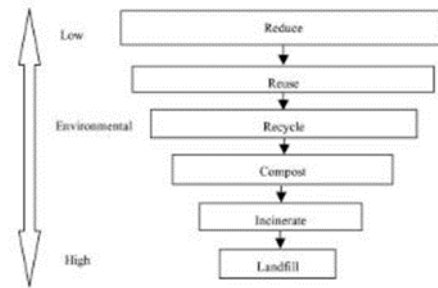 Reduce
Low
Reuse
Environmental
Recycle
Compost
Incinerate
High
Landfill